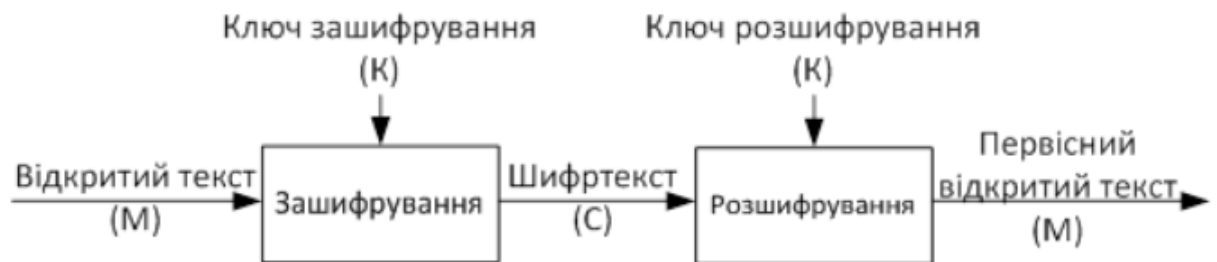 Ключ зашифрування
(К)
Ключ розшифрування
(К)
Відкритий текст
(М)
Зашифрування
Шифртекст
(С)
Розшифрування
Первісний
відкритий текст
(М)